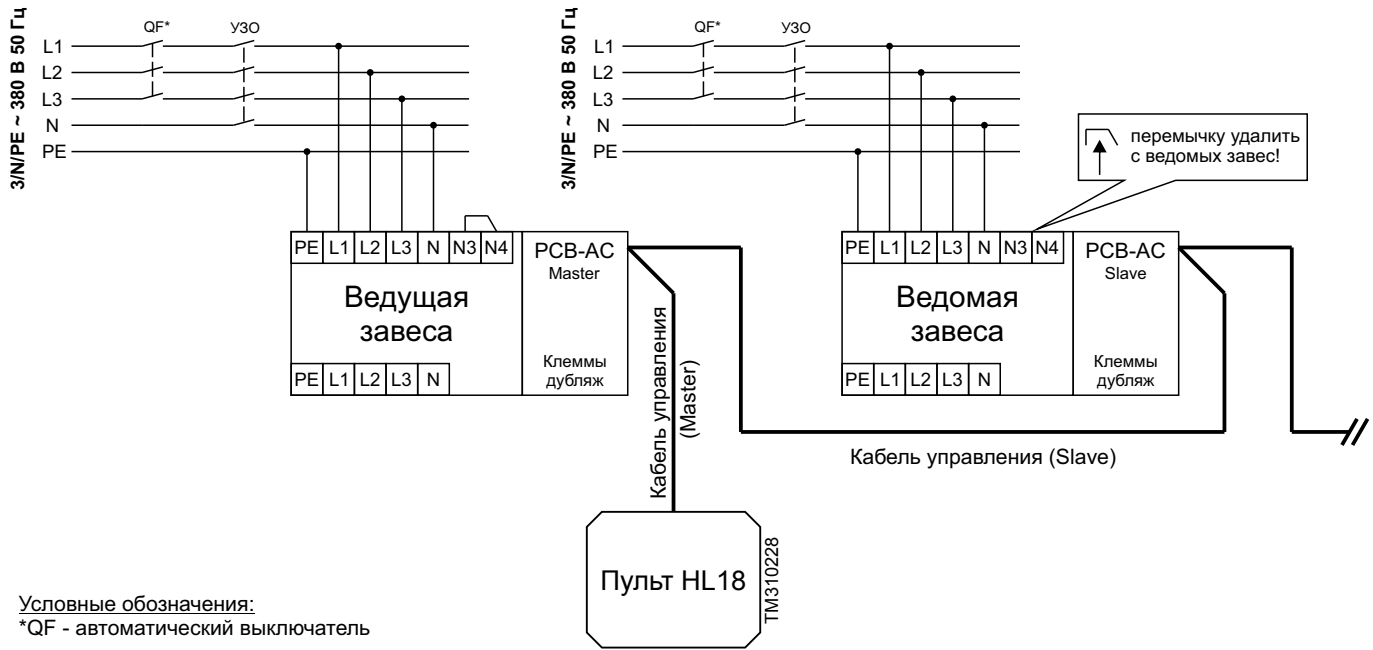 3/N/PE ~ 380 В 50 Гц
QF*
УЗО
L1
L2
L3
N
PE
PE L1 L2 L3 N N3 N4
PCB-AC
Master
Ведущая
завеса
Клеммы
дубляж
PE L1 L2 L3 N
3/N/PE ~ 380 В 50 Гц
QF*
УЗО
L1
L2
L3
N
PE
перемычку удалить
с ведомых завес!
PE L1 L2 L3 N N3 N4
PCB-AC
Slave
Ведомая
завеса
Клеммы
дубляж
PE L1 L2 L3 N
Кабель управления
(Master)
Кабель управления (Slave)
Пульт HL18
TM310228
Условные обозначения:
*QF - автоматический выключатель